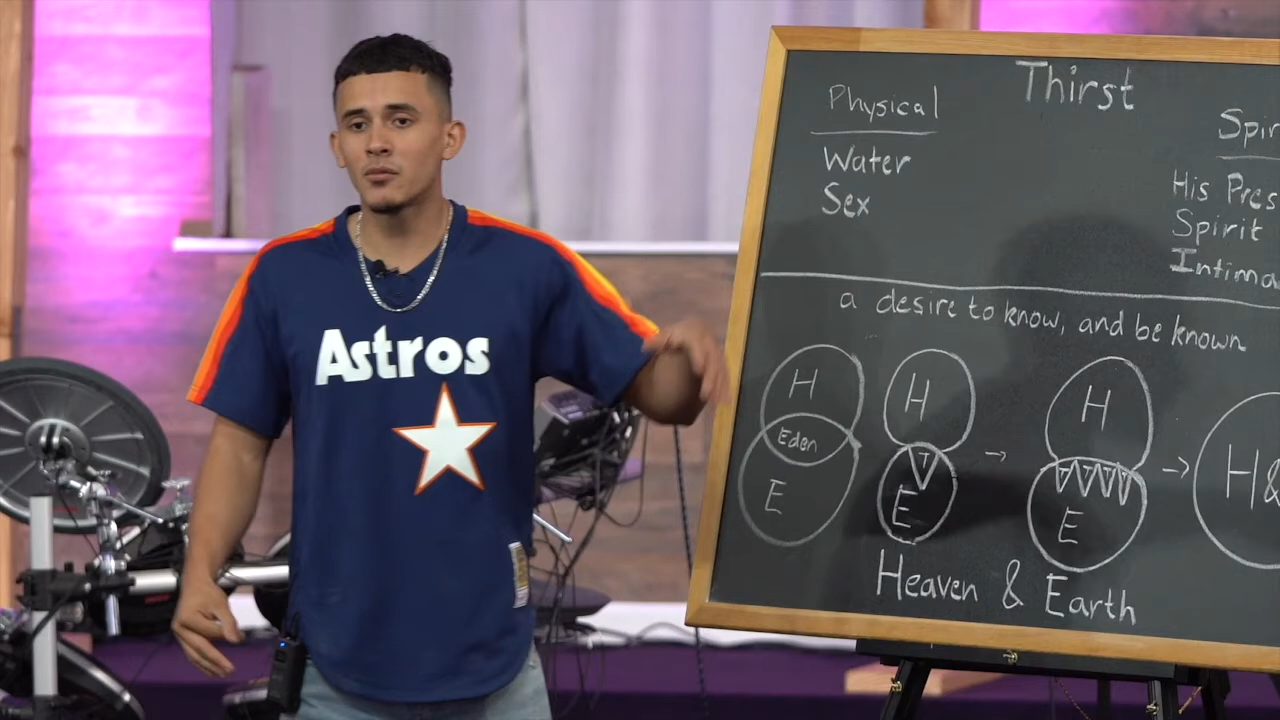 Astros
Thirst
Physical
Water
Sex
Spir
His Pres
Spirit
Intima
a desire to know, and be known
H
Eden
E
H
T
E
→
H
T T T T
E
→
H&
Heaven & Earth